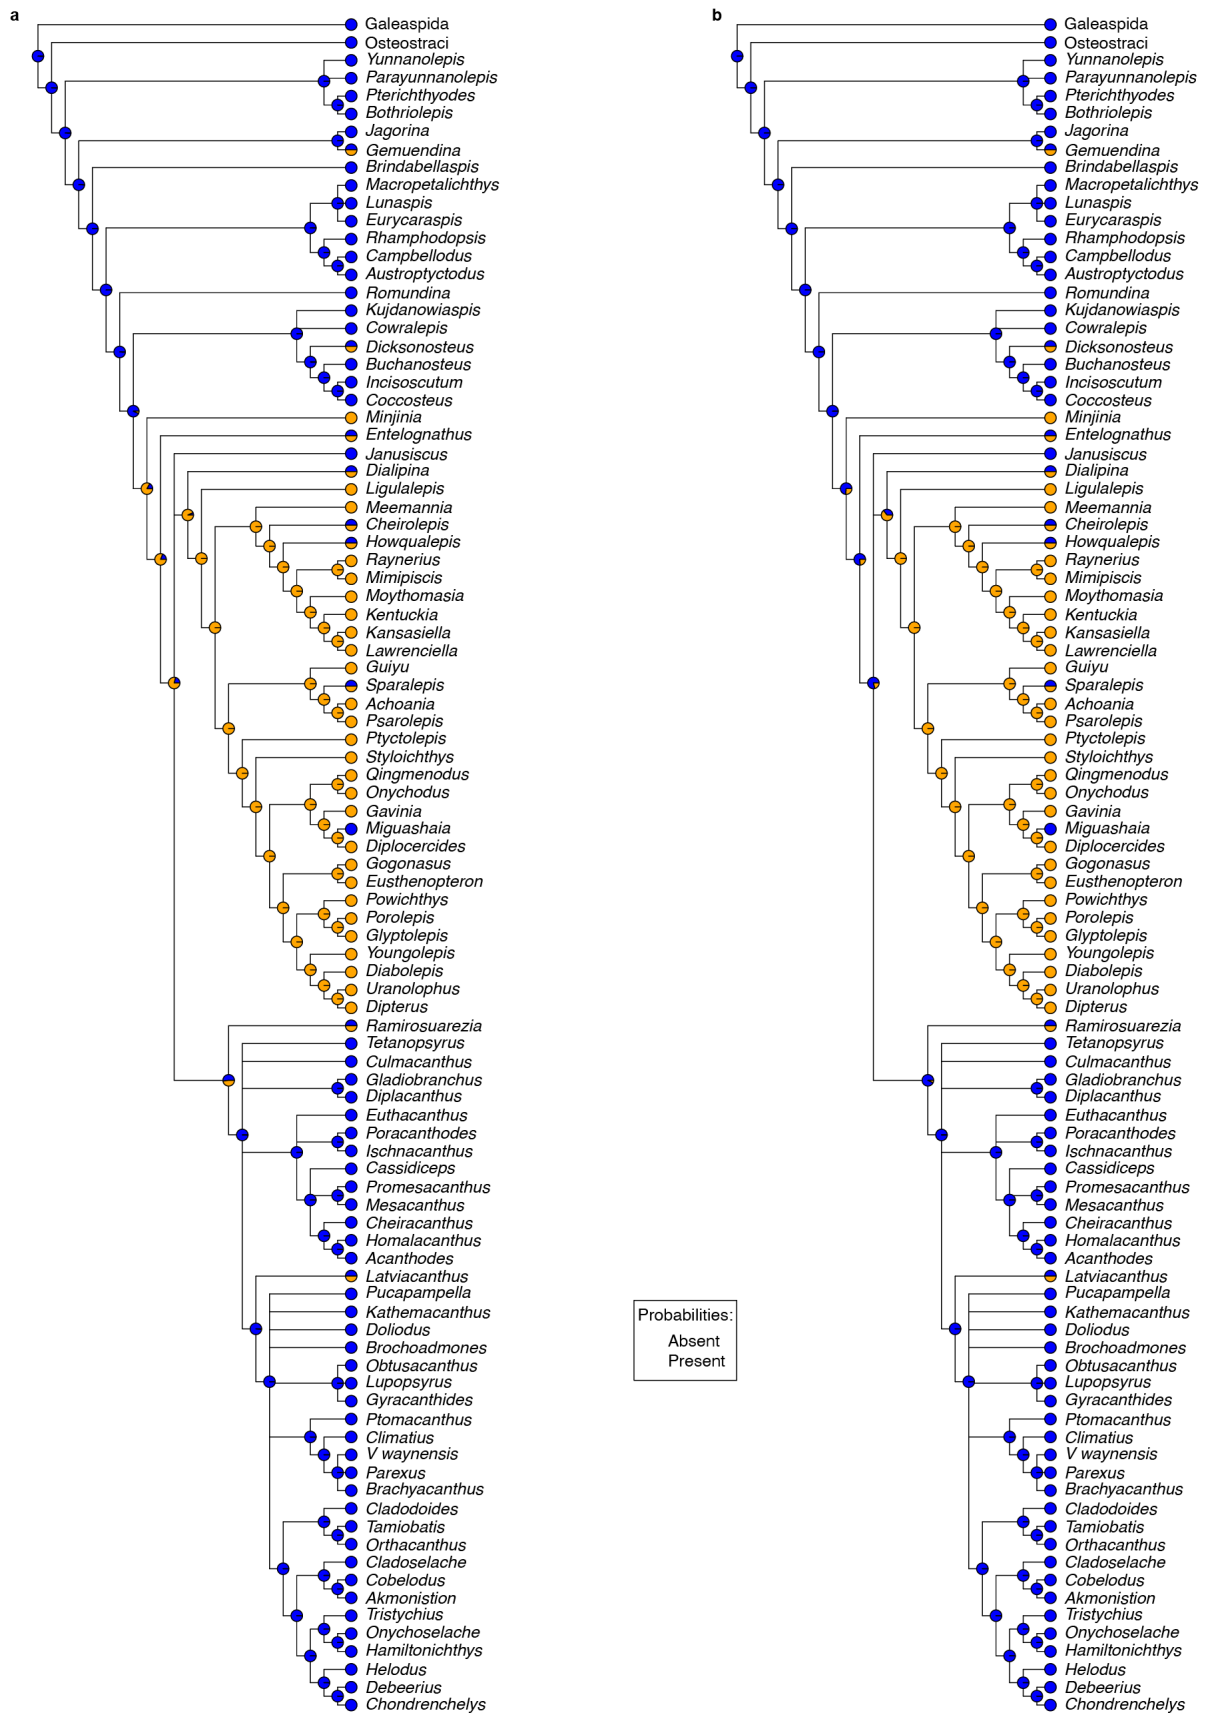 a
Galeaspida
Osteostraci
Yunnanolepis
Parayunnanolepis
Pterichthyodes
Bothriolepis
Jagorina
Gemuendina
Brindabellaspis
Macropetalichthys
Lunaspis
Eurycaraspis
Rhamphodopsis
Campbellodus
Austroptyctodus
Romundina
Kujdanowiaspis
Cowralepis
Dicksonosteus
Buchanosteus
Incisoscutum
Coccosteus
Minjinia
Entelognathus
Janusiscus
Dialipina
Ligulalepis
Meemannia
Cheirolepis
Howqualepis
Raynerius
Mimipiscis
Moythomasia
Kentuckia
Kansasiella
Lawrenciella
Guiyu
Sparalepis
Achoania
Psarolepis
Ptyctolepis
Styloichthys
Qingmenodus
Onychodus
Gavinia
Miguashaia
Diplocercides
Gogonasus
Eusthenopteron
Powichthys
Porolepis
Glyptolepis
Youngolepis
Diabolepis
Uranolophus
Dipterus
Ramirosuarezia
Tetanopsyrus
Culmacanthus
Gladiobranchus
Diplacanthus
Euthacanthus
Poracanthodes
Ischnacanthus
Cassidiceps
Promesacanthus
Mesacanthus
Cheiracanthus
Homalacanthus
Acanthodes
Latviacanthus
Pucapampella
Kathemacanthus
Doliodus
Brochoadmones
Obtusacanthus
Lupopsyrus
Gyracanthides
Ptomacanthus
Climatius
V waynensis
Parexus
Brachyacanthus
Cladodoides
Tamiobatis
Orthacanthus
Cladoselache
Cobelodus
Akmonistion
Tristychius
Onychoselache
Hamiltonichthys
Helodus
Debeerius
Chondrenchelys
Probabilities:
Absent
Present
b
Galeaspida
Osteostraci
Yunnanolepis
Parayunnanolepis
Pterichthyodes
Bothriolepis
Jagorina
Gemuendina
Brindabellaspis
Macropetalichthys
Lunaspis
Eurycaraspis
Rhamphodopsis
Campbellodus
Austroptyctodus
Romundina
Kujdanowiaspis
Cowralepis
Dicksonosteus
Buchanosteus
Incisoscutum
Coccosteus
Minjinia
Entelognathus
Janusiscus
Dialipina
Ligulalepis
Meemannia
Cheirolepis
Howqualepis
Raynerius
Mimipiscis
Moythomasia
Kentuckia
Kansasiella
Lawrenciella
Guiyu
Sparalepis
Achoania
Psarolepis
Ptyctolepis
Styloichthys
Qingmenodus
Onychodus
Gavinia
Miguashaia
Diplocercides
Gogonasus
Eusthenopteron
Powichthys
Porolepis
Glyptolepis
Youngolepis
Diabolepis
Uranolophus
Dipterus
Ramirosuarezia
Tetanopsyrus
Culmacanthus
Gladiobranchus
Diplacanthus
Euthacanthus
Poracanthodes
Ischnacanthus
Cassidiceps
Promesacanthus
Mesacanthus
Cheiracanthus
Homalacanthus
Acanthodes
Latviacanthus
Pucapampella
Kathemacanthus
Doliodus
Brochoadmones
Obtusacanthus
Lupopsyrus
Gyracanthides
Ptomacanthus
Climatius
V waynensis
Parexus
Brachyacanthus
Cladodoides
Tamiobatis
Orthacanthus
Cladoselache
Cobelodus
Akmonistion
Tristychius
Onychoselache
Hamiltonichthys
Helodus
Debeerius
Chondrenchelys